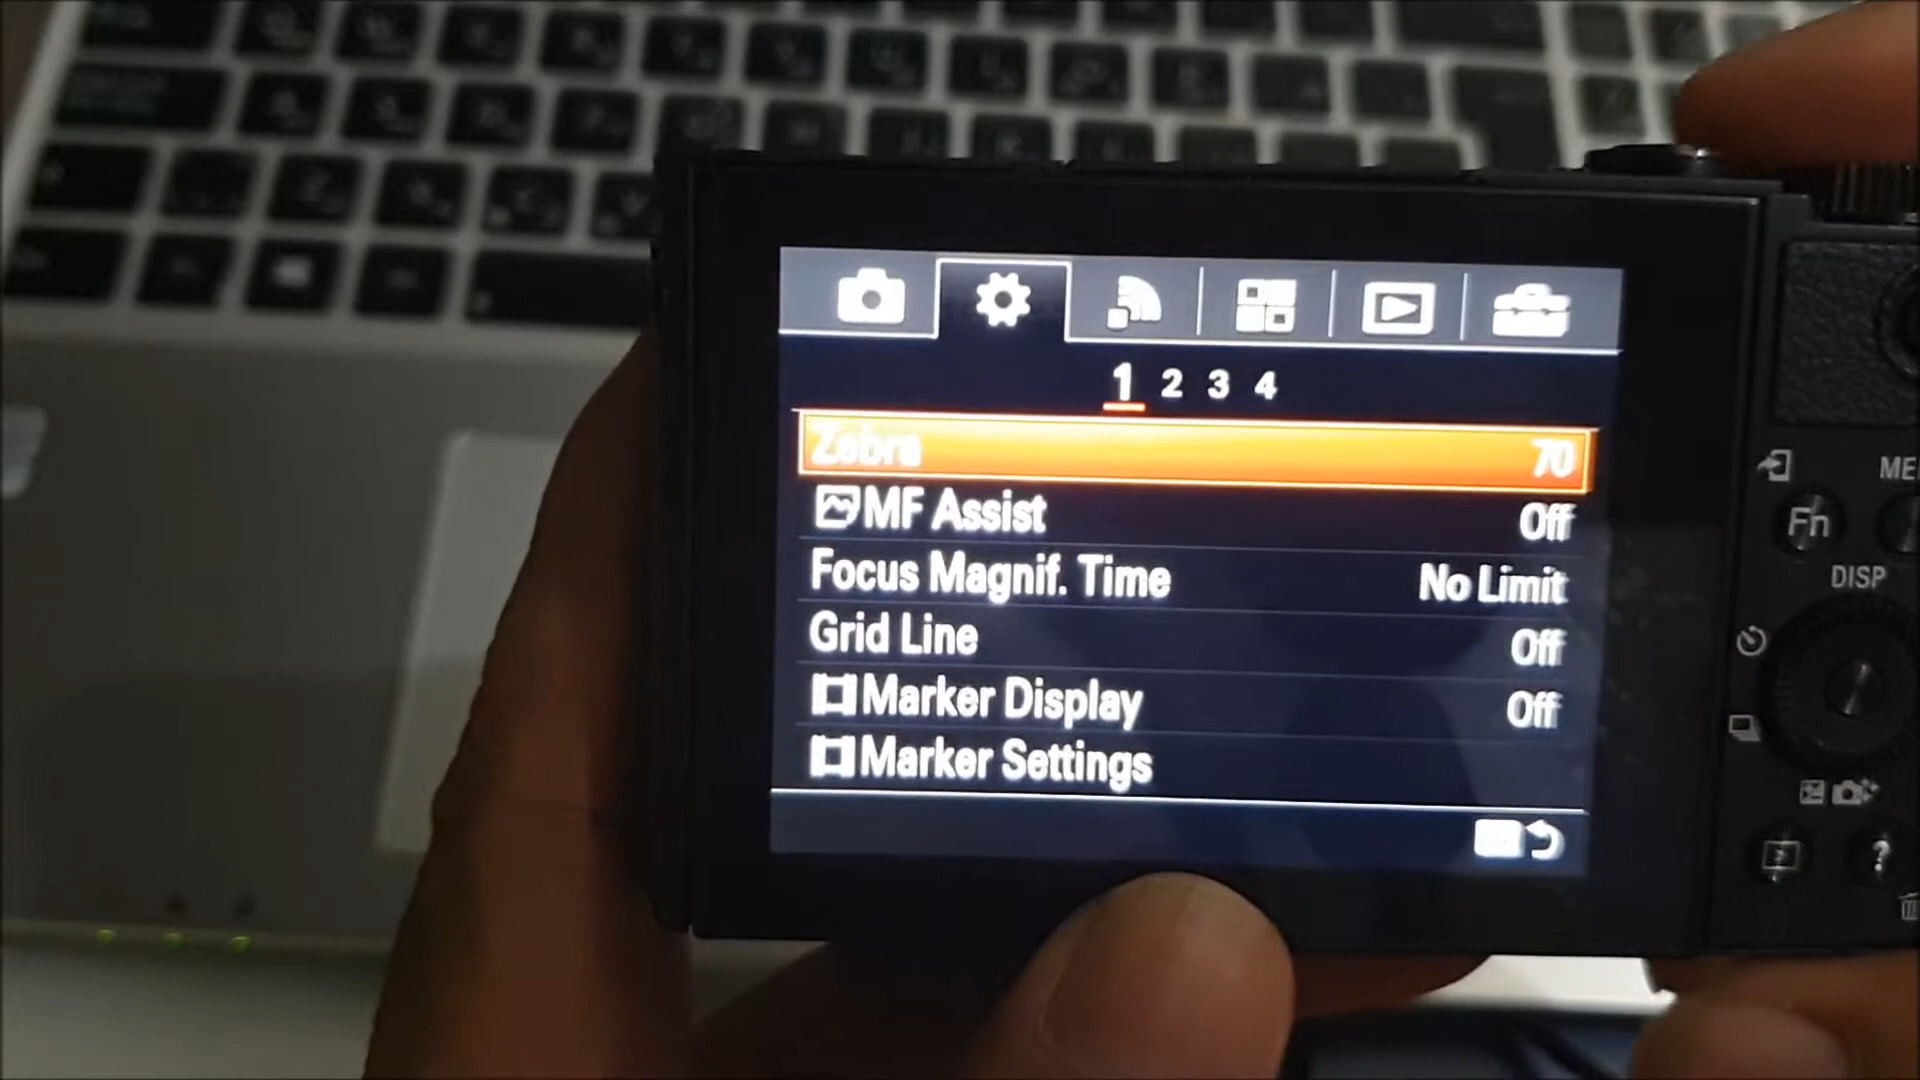 1 2 3 4
Zebra 70
MF Assist Off
Focus Magnif. Time No Limit
Grid Line Off
Marker Display Off
Marker Settings
Fn
DISP
?